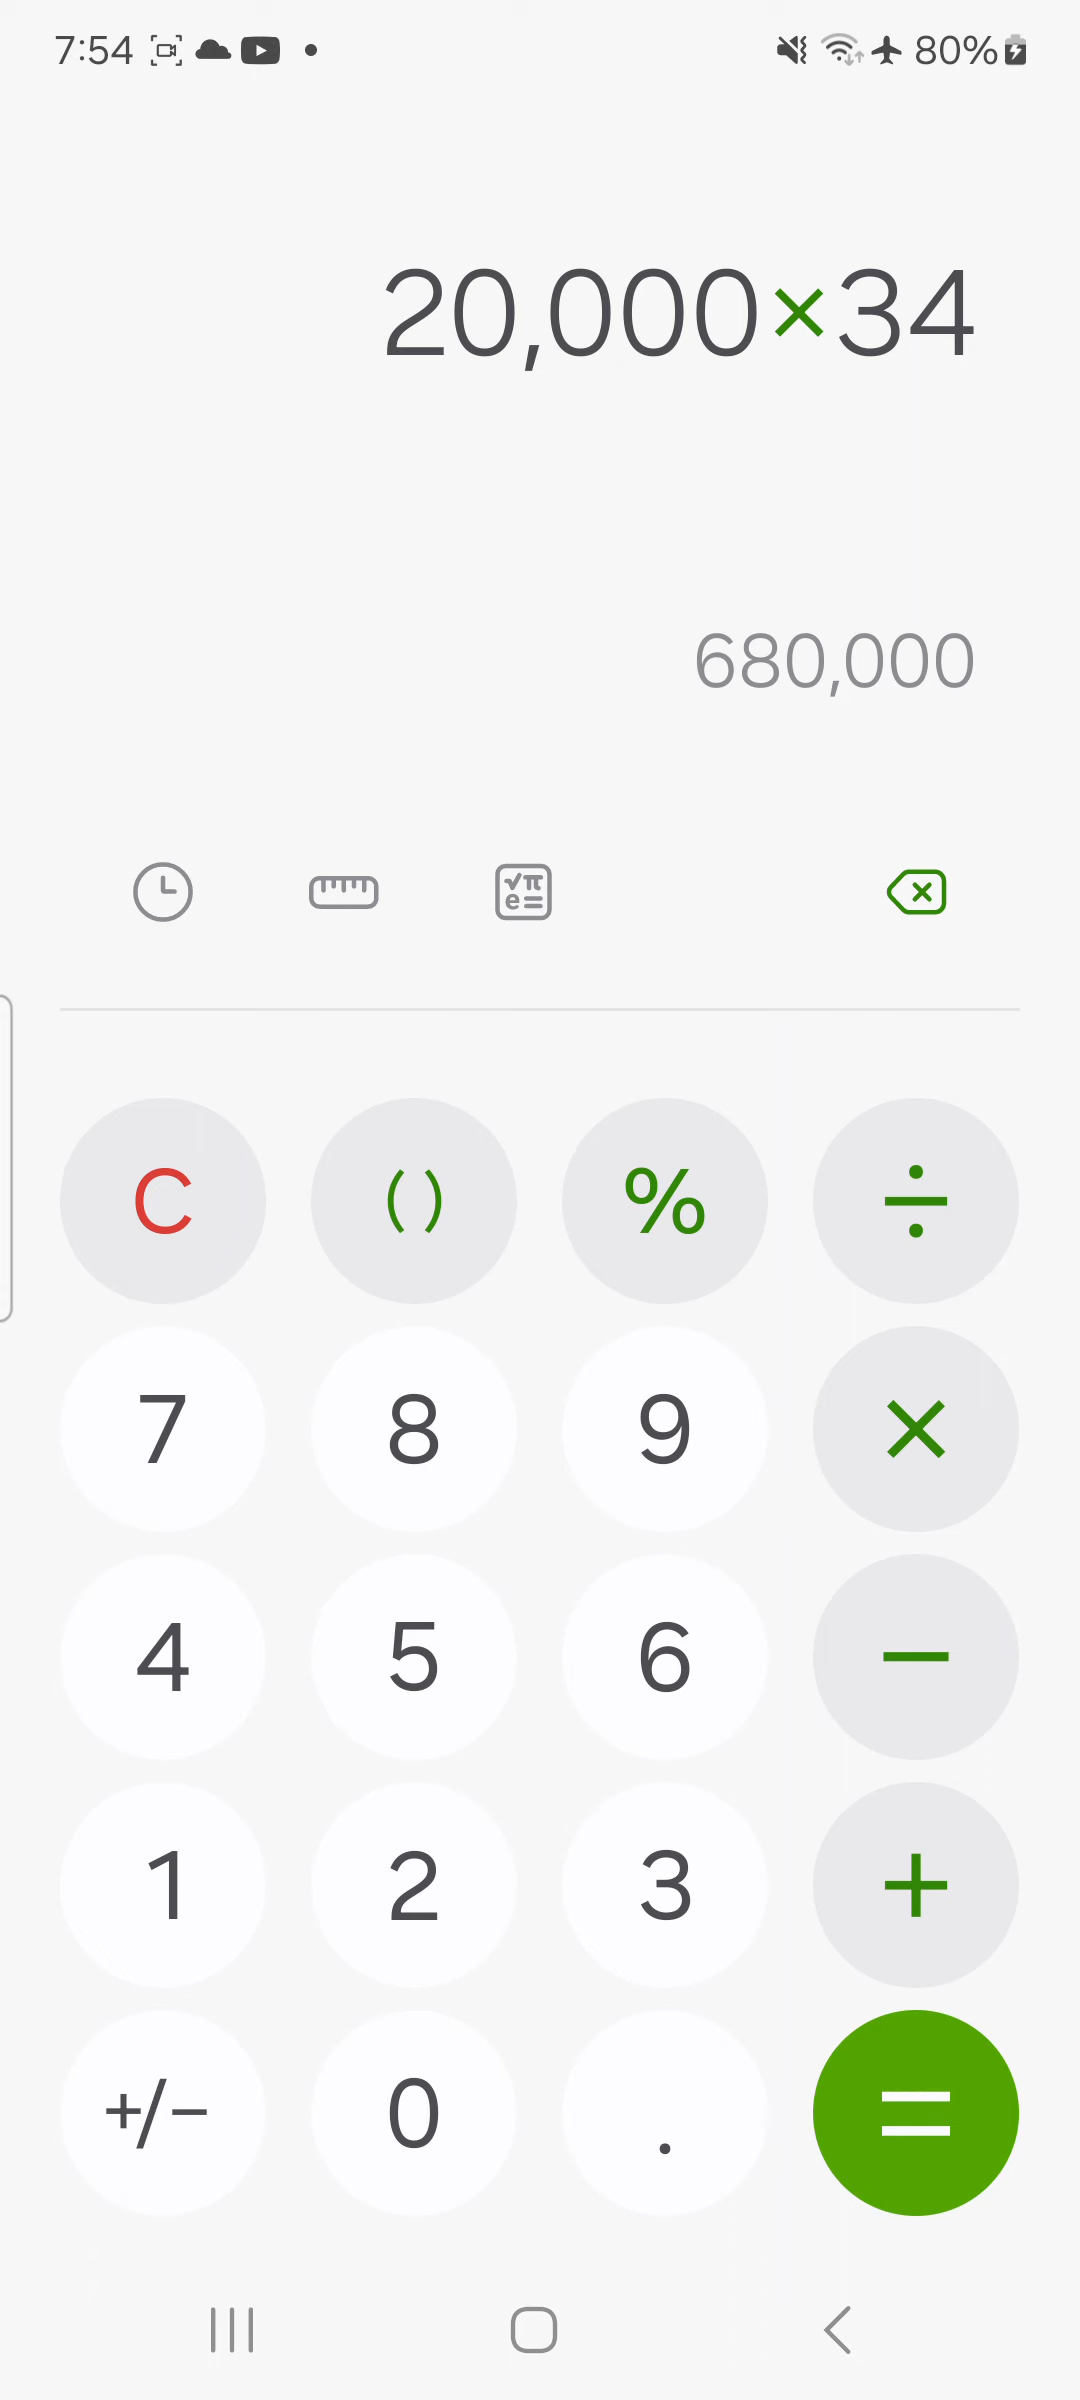 7:54 80%
20,000×34
680,000
√π
e=
C () % ÷
7 8 9 ×
4 5 6 −
1 2 3 +
+/− 0 . =